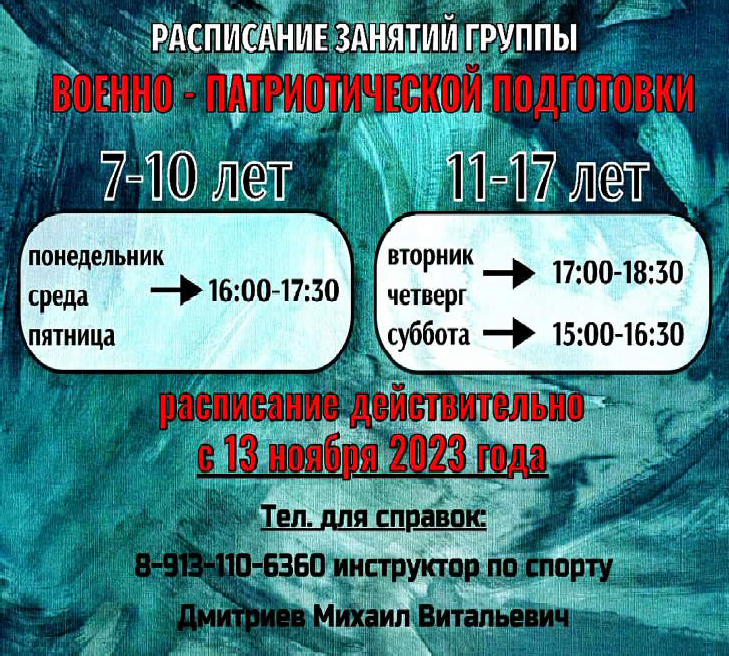 РАСПИСАНИЕ ЗАНЯТИЙ ГРУППЫ
ВОЕННО - ПАТРИОТИЧЕСКОЙ ПОДГОТОВКИ
7-10 лет
понедельник
среда
пятница
16:00-17:30
11-17 лет
вторник
четверг
17:00-18:30
суббота
15:00-16:30
расписание действительно
с 13 ноября 2023 года
Тел. для справок:
8-913-110-6360 инструктор по спорту
Дмитриев Михаил Витальевич